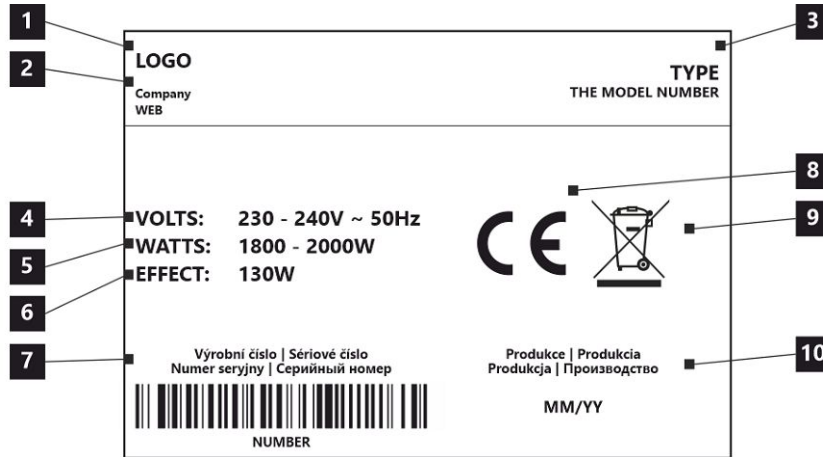 1
2
3
LOGO
Company
WEB
TYPE
THE MODEL NUMBER
4
5
6
VOLTS: 230 - 240V ~ 50Hz
WATTS: 1800 - 2000W
EFFECT: 130W
8
9
CE
7
Výrobní číslo | Sériové číslo
Numer seryjny | Серийный номер
NUMBER
10
Produkce | Produkcia
Produkcja | Производство
MM/YY